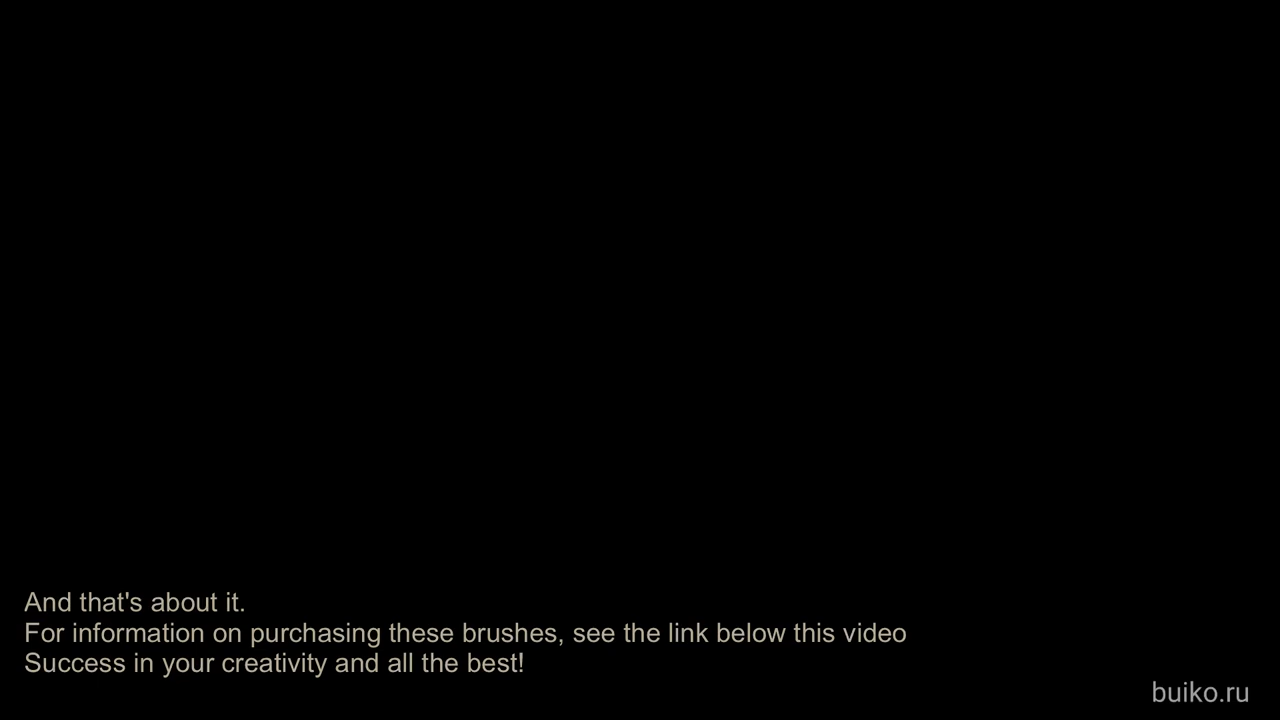 And that's about it.
For information on purchasing these brushes, see the link below this video
Success in your creativity and all the best!
buiko.ru